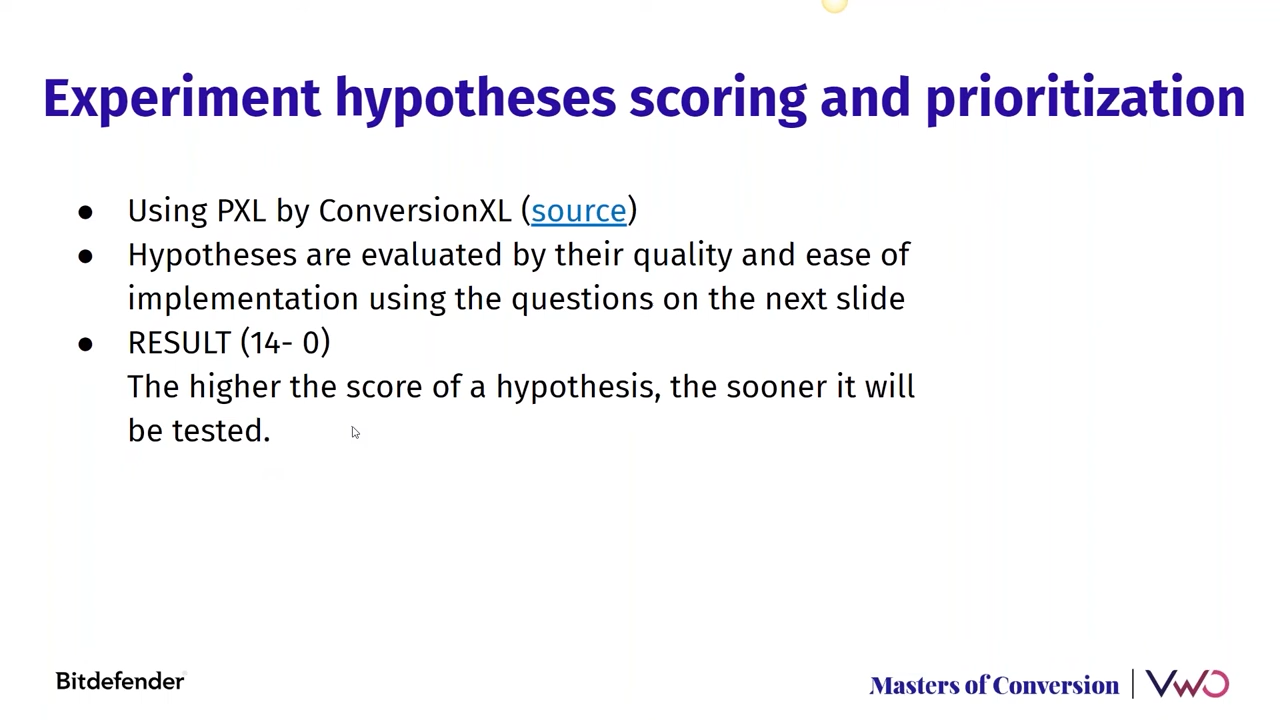 Experiment hypotheses scoring and prioritization
● Using PXL by ConversionXL (source)
● Hypotheses are evaluated by their quality and ease of
implementation using the questions on the next slide
● RESULT (14- 0)
The higher the score of a hypothesis, the sooner it will
be tested.
Bitdefender
Masters of Conversion | VWO